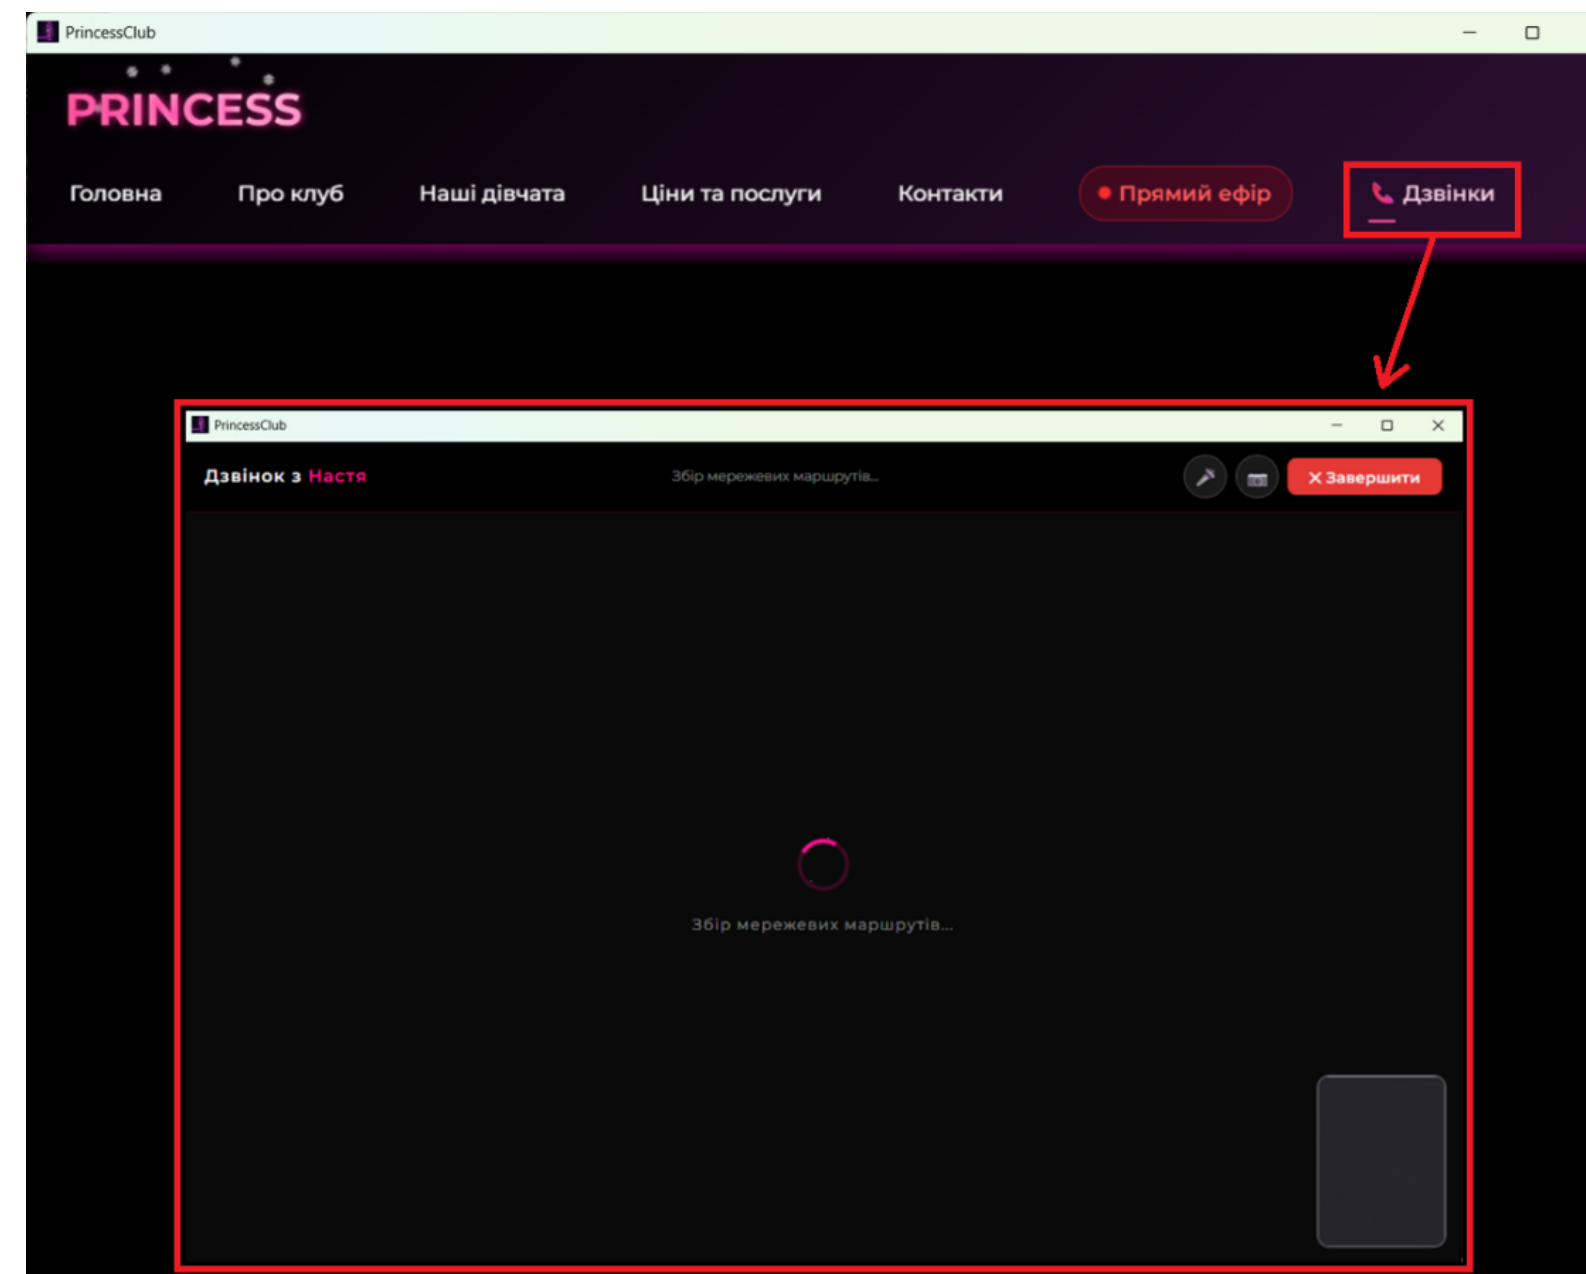 PrincessClub
PRINCESS
Головна Про клуб Наші дівчата Ціни та послуги Контакти Прямий ефір Дзвінки
PrincessClub
Дзвінок з Настя Збір мережевих маршрутів... Завершити
Збір мережевих маршрутів...